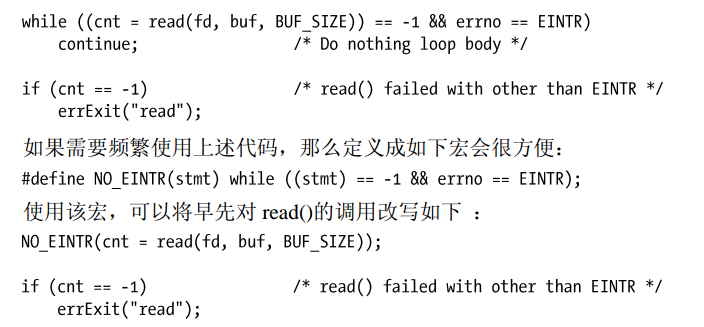 while ((cnt = read(fd, buf, BUF_SIZE)) == -1 && errno == EINTR)
    continue;                  /* Do nothing loop body */
if (cnt == -1)                 /* read() failed with other than EINTR */
    errExit("read");
如果需要频繁使用上述代码，那么定义成如下宏会很方便：
#define NO_EINTR(stmt) while ((stmt) == -1 && errno == EINTR);
使用该宏，可以将早先对 read()的调用改写如下 ：
NO_EINTR(cnt = read(fd, buf, BUF_SIZE));
if (cnt == -1)                 /* read() failed with other than EINTR */
    errExit("read");